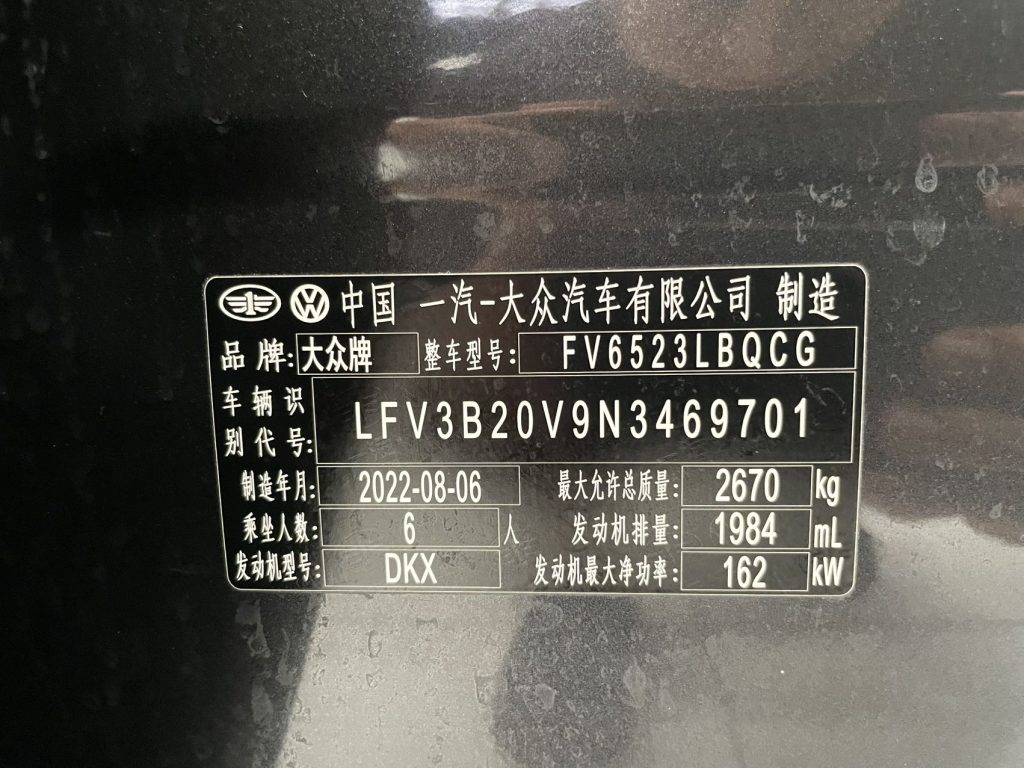 中国 一汽-大众汽车有限公司 制造
品牌: 大众牌 整车型号: FV6523LBQCG
车辆识别代号: LFV3B20V9N3469701
制造年月: 2022-08-06 最大允许总质量: 2670 kg
乘坐人数: 6 人 发动机排量: 1984 mL
发动机型号: DKX 发动机最大净功率: 162 kW